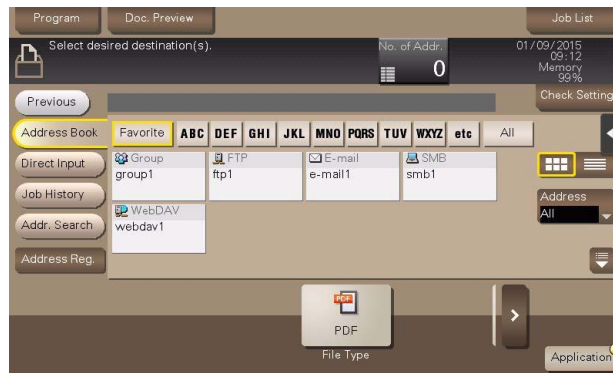 Program
Doc. Preview
Job List
Select desired destination(s).
No. of Addr.
0
01/09/2015
09:12
Memory
99%
Previous
Check Setting
Address Book
Favorite
ABC
DEF
GHI
JKL
MNO
PQRS
TUV
WXYZ
etc
All
Direct Input
Group
group1
FTP
ftp1
E-mail
e-mail1
SMB
smb1
Job History
Address
All
Addr. Search
WebDAV
webdav1
Address Reg.
PDF
PDF
File Type
Application